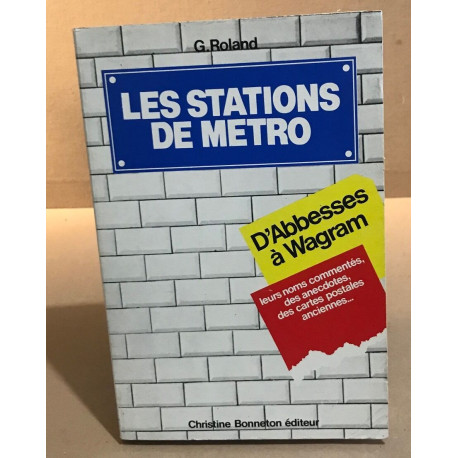 G. Roland
LES STATIONS
DE METRO
D'Abbesses
à Wagram
leurs noms commentés,
des anecdotes,
des cartes postales
anciennes...
Christine Bonneton éditeur